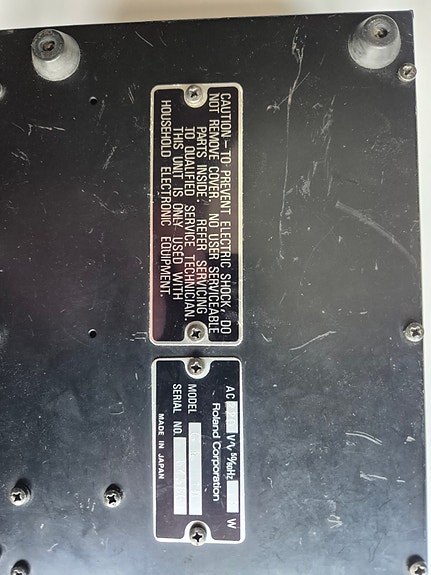 CAUTION – TO PREVENT ELECTRIC SHOCK, DO
NOT REMOVE COVER. NO USER SERVICEABLE
PARTS INSIDE. REFER SERVICING
TO QUALIFIED SERVICE TECHNICIAN.
THIS UNIT IS ONLY USED WITH
HOUSEHOLD ELECTRONIC EQUIPMENT.
AC V∿ 50/60Hz W
Roland Corporation
MODEL
SERIAL NO.
MADE IN JAPAN